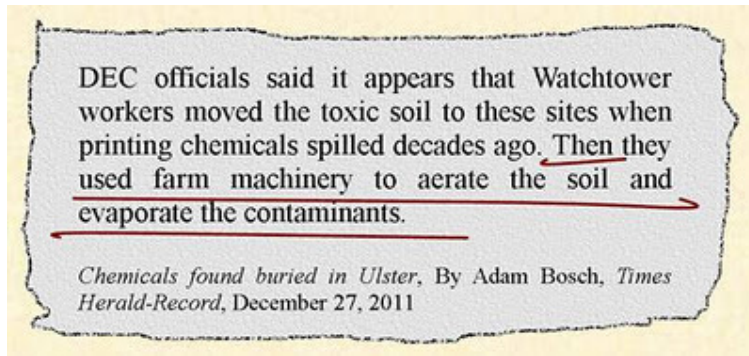 DEC officials said it appears that Watchtower
workers moved the toxic soil to these sites when
printing chemicals spilled decades ago. Then they
used farm machinery to aerate the soil and
evaporate the contaminants.
Chemicals found buried in Ulster, By Adam Bosch, Times
Herald-Record, December 27, 2011